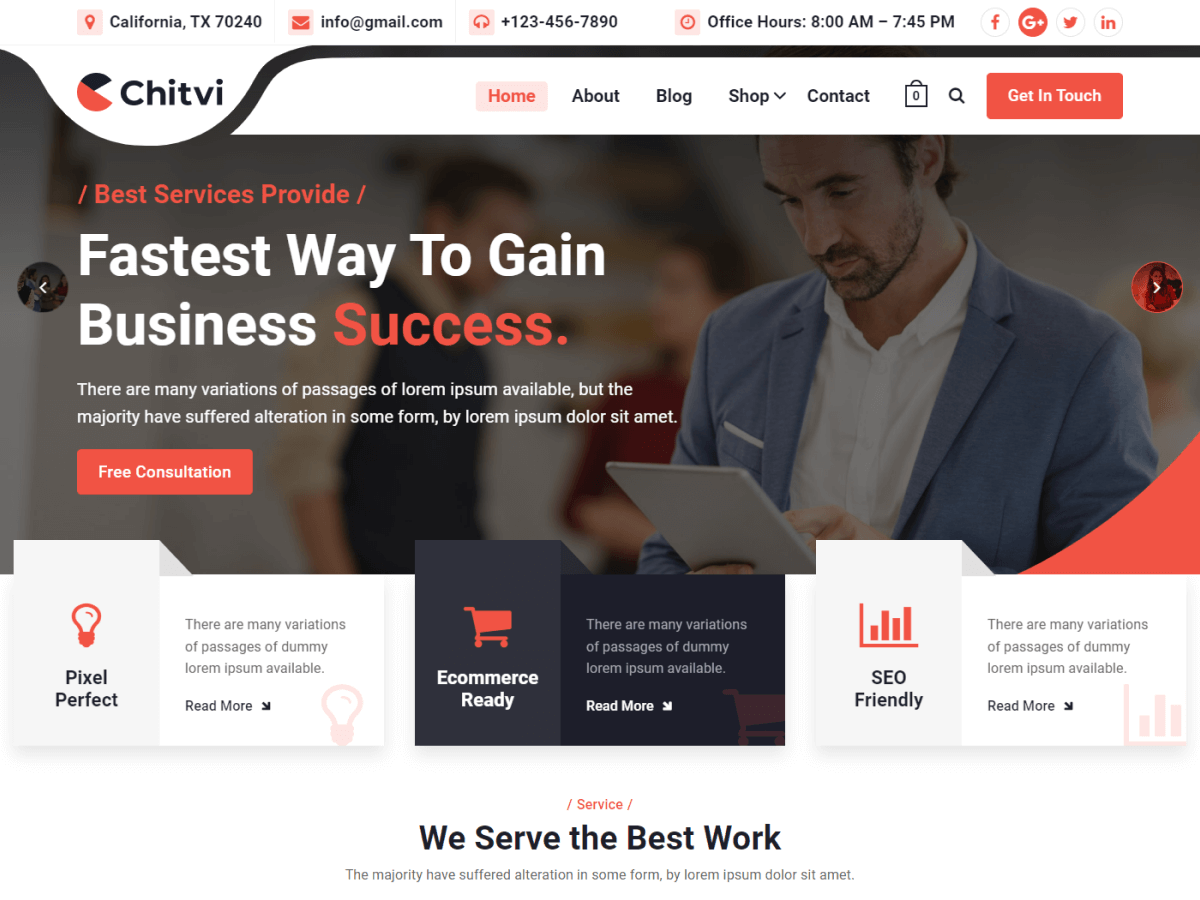 California, TX 70240
info@gmail.com
+123-456-7890
Office Hours: 8:00 AM – 7:45 PM
G+
Chitvi
Home
About
Blog
Shop
Contact
0
Get In Touch
/ Best Services Provide /
Fastest Way To Gain
Business Success.
There are many variations of passages of lorem ipsum available, but the
majority have suffered alteration in some form, by lorem ipsum dolor sit amet.
Free Consultation
Pixel
Perfect
There are many variations
of passages of dummy
lorem ipsum available.
Read More
Ecommerce
Ready
There are many variations
of passages of dummy
lorem ipsum available.
Read More
SEO
Friendly
There are many variations
of passages of dummy
lorem ipsum available.
Read More
/ Service /
We Serve the Best Work
The majority have suffered alteration in some form, by lorem ipsum dolor sit amet.